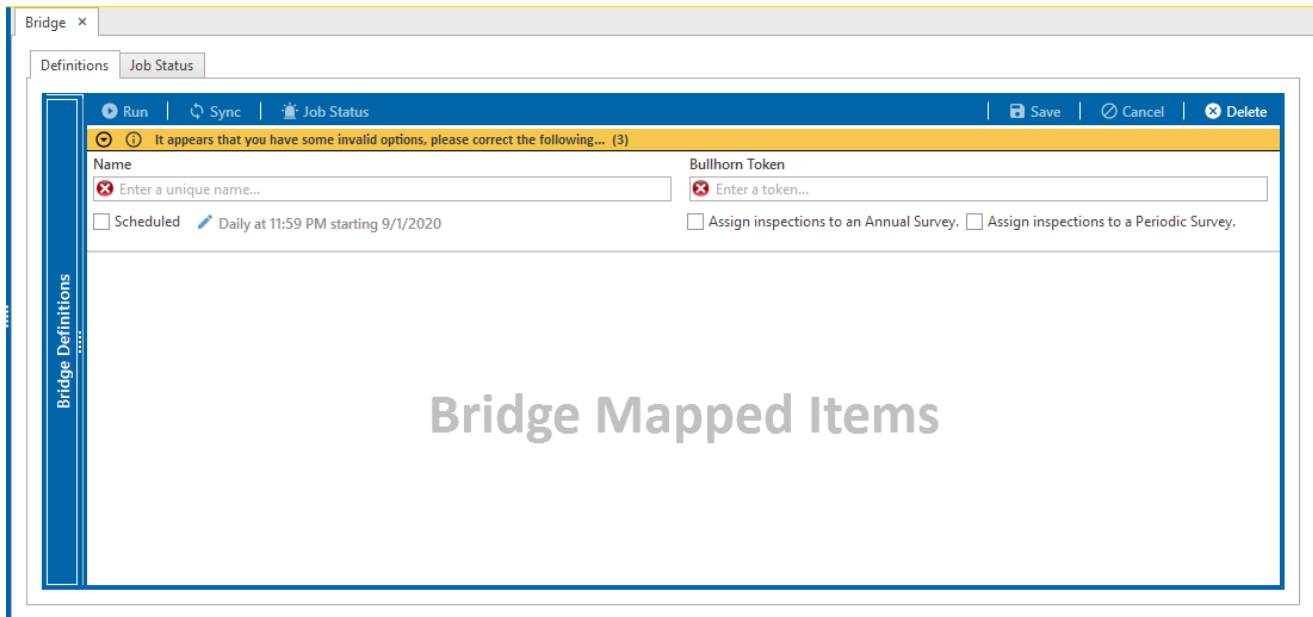 Bridge ×
Definitions Job Status
Run Sync Job Status Save Cancel Delete
It appears that you have some invalid options, please correct the following... (3)
Name Bullhorn Token
Enter a unique name... Enter a token...
Scheduled Daily at 11:59 PM starting 9/1/2020 Assign inspections to an Annual Survey. Assign inspections to a Periodic Survey.
Bridge Definitions
Bridge Mapped Items